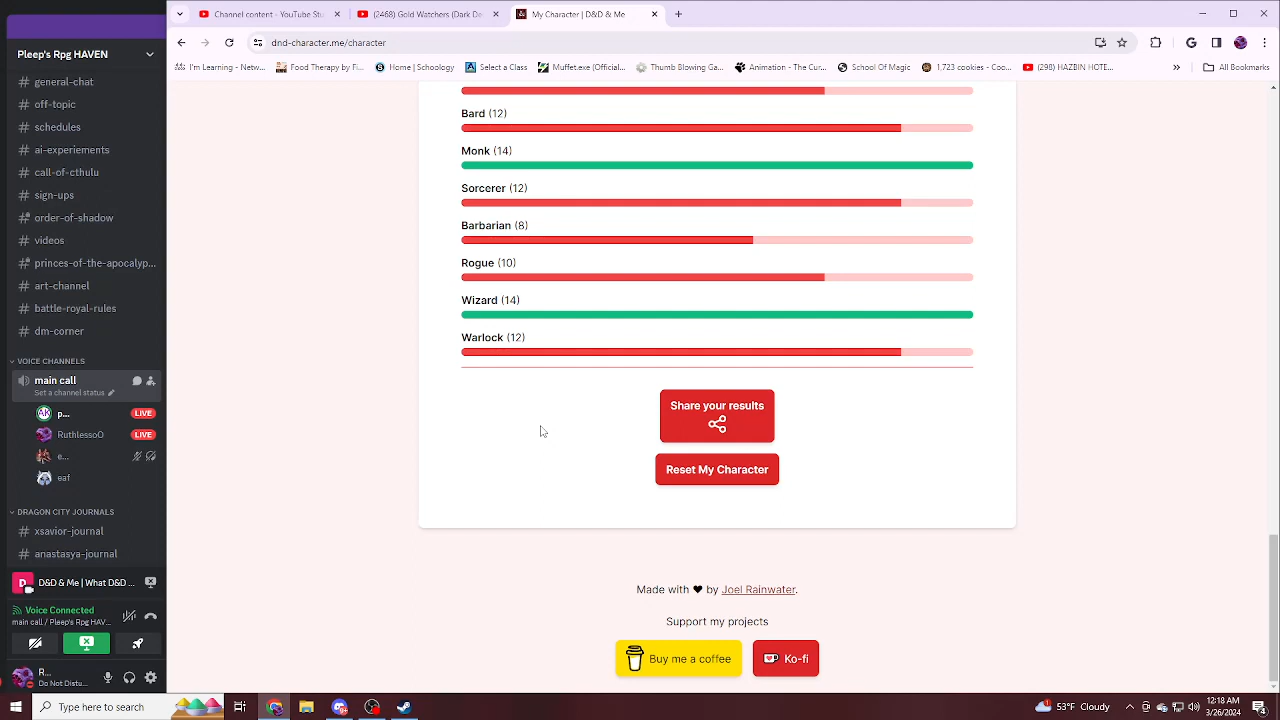 Channel content - YouTube Stu
(2468) Gold Watchers (Dark De
My Character | D&D & Me
dnd-character.me/character
I'm Learning - Netw...
Food Therapy by Fi...
Home | Schoology
Select a Class
Muffet.exe (Official...
Thumb Blowing Ga...
Animation - The Cur...
School Of Magic
1,723 cookies - Coo...
(298) HAZBIN HOTE...
All Bookmarks
Pleep's Rpg HAVEN
# general-chat
# off-topic
# schedules
# ai-experiments
# call-of-cthulu
# sign-ups
# order-of-shadow
# videos
# princes-of-the-apocalyp...
# art-channel
# battle-royal-rules
# dm-corner
VOICE CHANNELS
main call
Set a channel status
p... LIVE
RuthlessO LIVE
e...
DRAGON CITY JOURNALS
# xsavior-journal
# anastasya-journal
D&D & Me | What D&D ...
Voice Connected
main call / Pleep's Rpg HAV...
R...
Do Not Distu...
Bard (12)
Monk (14)
Sorcerer (12)
Barbarian (8)
Rogue (10)
Wizard (14)
Warlock (12)
Share your results
Reset My Character
Made with ♥ by Joel Rainwater.
Support my projects
Buy me a coffee
Ko-fi
Type here to search
53°F Cloudy
12:18 AM
3/26/2024